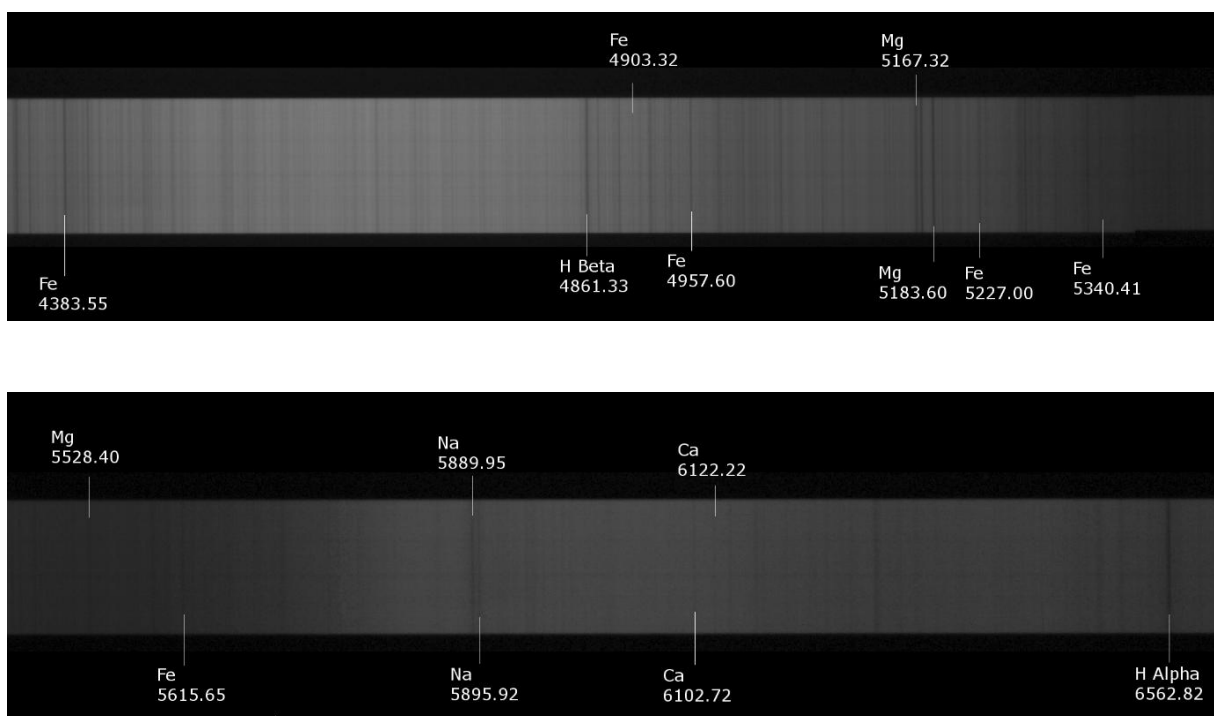 Fe
4903.32
Mg
5167.32
Fe
4383.55
H Beta
4861.33
Fe
4957.60
Mg
5183.60
Fe
5227.00
Fe
5340.41
Mg
5528.40
Na
5889.95
Ca
6122.22
Fe
5615.65
Na
5895.92
Ca
6102.72
H Alpha
6562.82